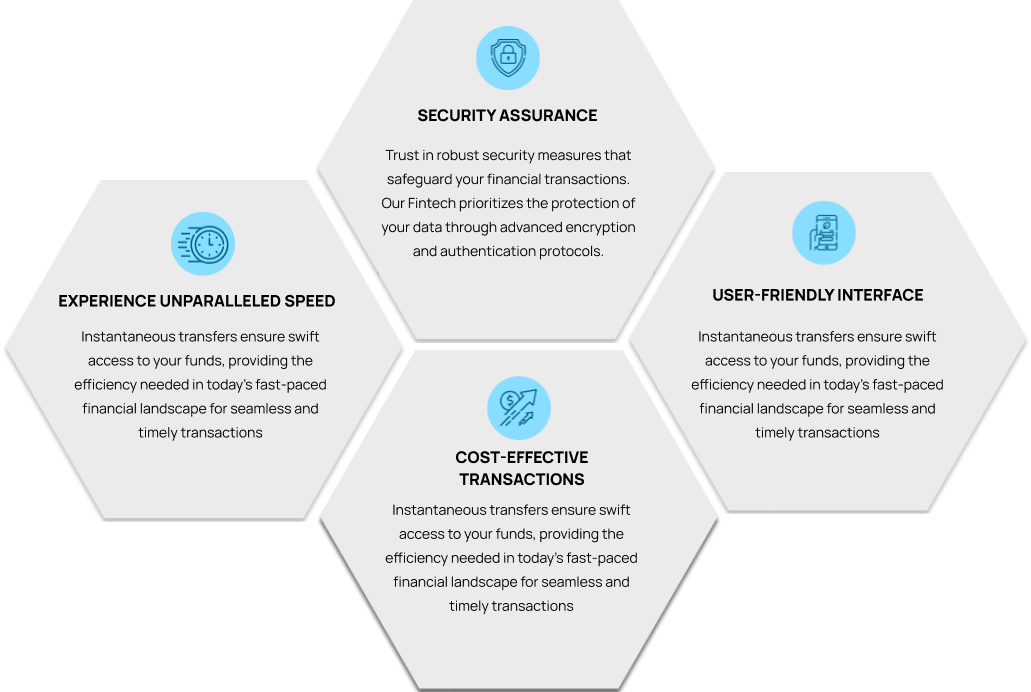 SECURITY ASSURANCE
Trust in robust security measures that
safeguard your financial transactions.
Our Fintech prioritizes the protection of
your data through advanced encryption
and authentication protocols.
EXPERIENCE UNPARALLELED SPEED
Instantaneous transfers ensure swift
access to your funds, providing the
efficiency needed in today's fast-paced
financial landscape for seamless and
timely transactions
USER-FRIENDLY INTERFACE
Instantaneous transfers ensure swift
access to your funds, providing the
efficiency needed in today's fast-paced
financial landscape for seamless and
timely transactions
COST-EFFECTIVE
TRANSACTIONS
Instantaneous transfers ensure swift
access to your funds, providing the
efficiency needed in today's fast-paced
financial landscape for seamless and
timely transactions